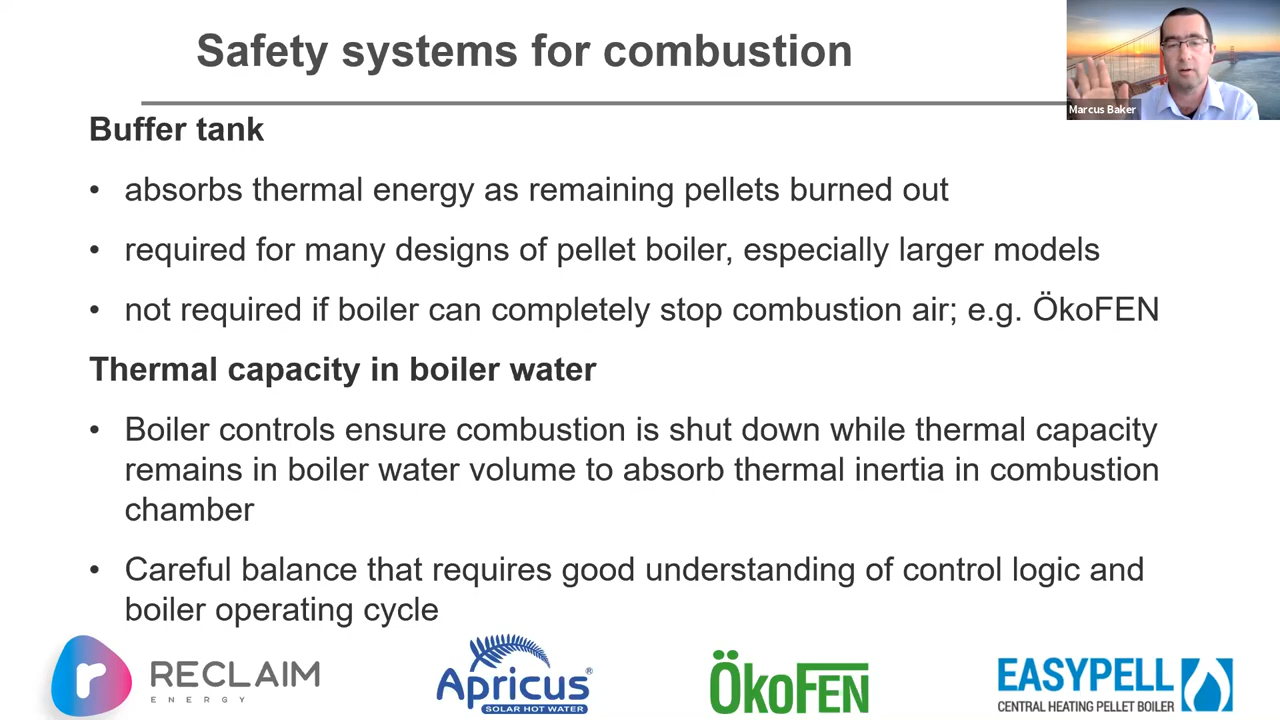 Safety systems for combustion
Marcus Baker
Buffer tank
• absorbs thermal energy as remaining pellets burned out
• required for many designs of pellet boiler, especially larger models
• not required if boiler can completely stop combustion air; e.g. ÖkoFEN
Thermal capacity in boiler water
• Boiler controls ensure combustion is shut down while thermal capacity
remains in boiler water volume to absorb thermal inertia in combustion
chamber
• Careful balance that requires good understanding of control logic and
boiler operating cycle
r RECLAIM
ENERGY
Apricus®
SOLAR HOT WATER
ÖkoFEN
EASYPELL
CENTRAL HEATING PELLET BOILER